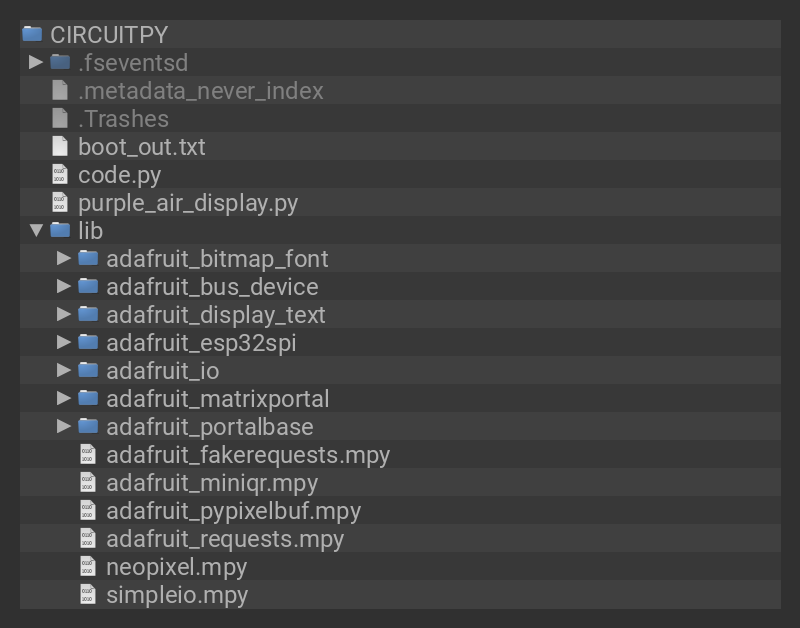 CIRCUITPY
.fseventsd
.metadata_never_index
.Trashes
boot_out.txt
code.py
purple_air_display.py
lib
adafruit_bitmap_font
adafruit_bus_device
adafruit_display_text
adafruit_esp32spi
adafruit_io
adafruit_matrixportal
adafruit_portalbase
adafruit_fakerequests.mpy
adafruit_miniqr.mpy
adafruit_pypixelbuf.mpy
adafruit_requests.mpy
neopixel.mpy
simpleio.mpy